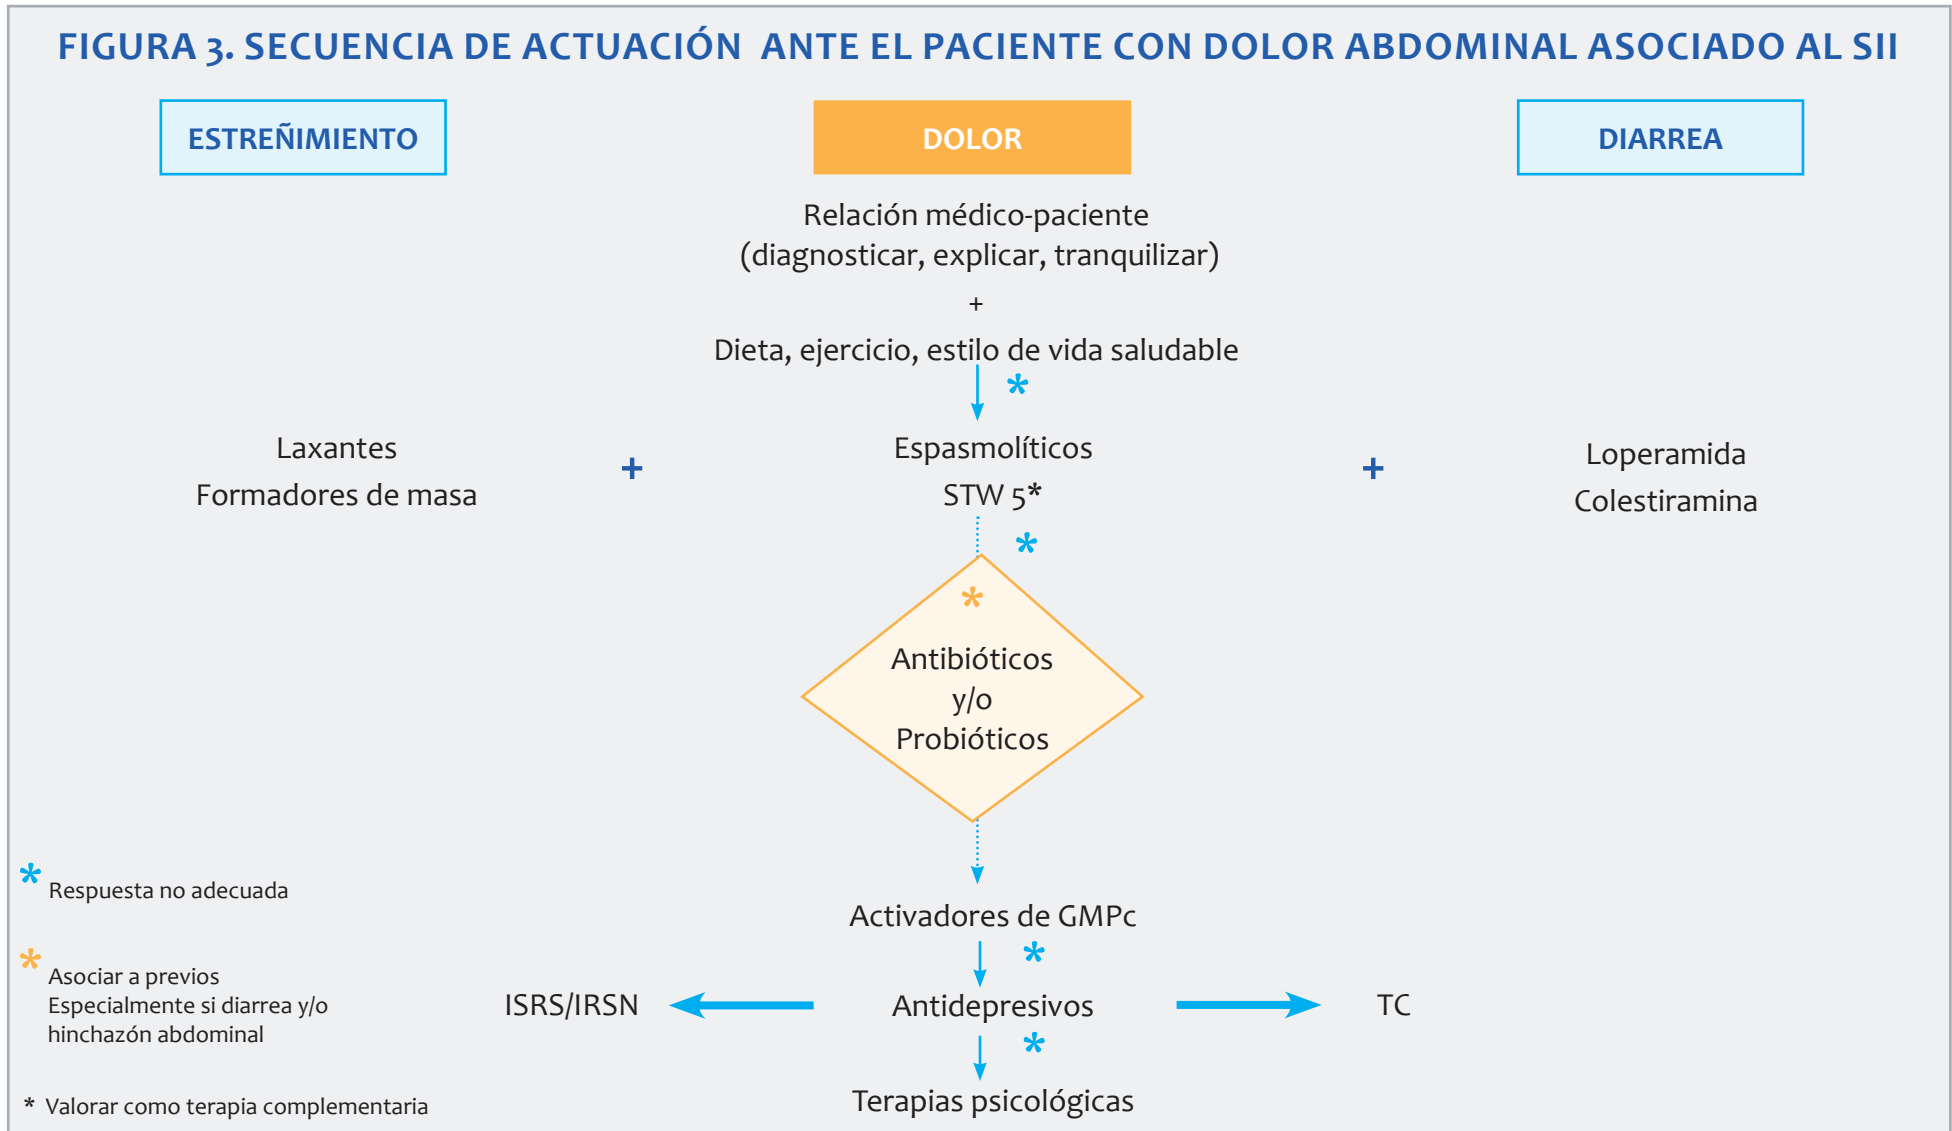 FIGURA 3. SECUENCIA DE ACTUACIÓN ANTE EL PACIENTE CON DOLOR ABDOMINAL ASOCIADO AL SII
ESTREÑIMIENTO
DOLOR
DIARREA
Relación médico-paciente
(diagnosticar, explicar, tranquilizar)
+
Dieta, ejercicio, estilo de vida saludable
*
Laxantes
Formadores de masa
+
Espasmolíticos
STW 5*
+
Loperamida
Colestiramina
*
*
Antibióticos
y/o
Probióticos
Activadores de GMPc
*
ISRS/IRSN
Antidepresivos
TC
*
Terapias psicológicas
* Respuesta no adecuada
* Asociar a previos
Especialmente si diarrea y/o
hinchazón abdominal
* Valorar como terapia complementaria